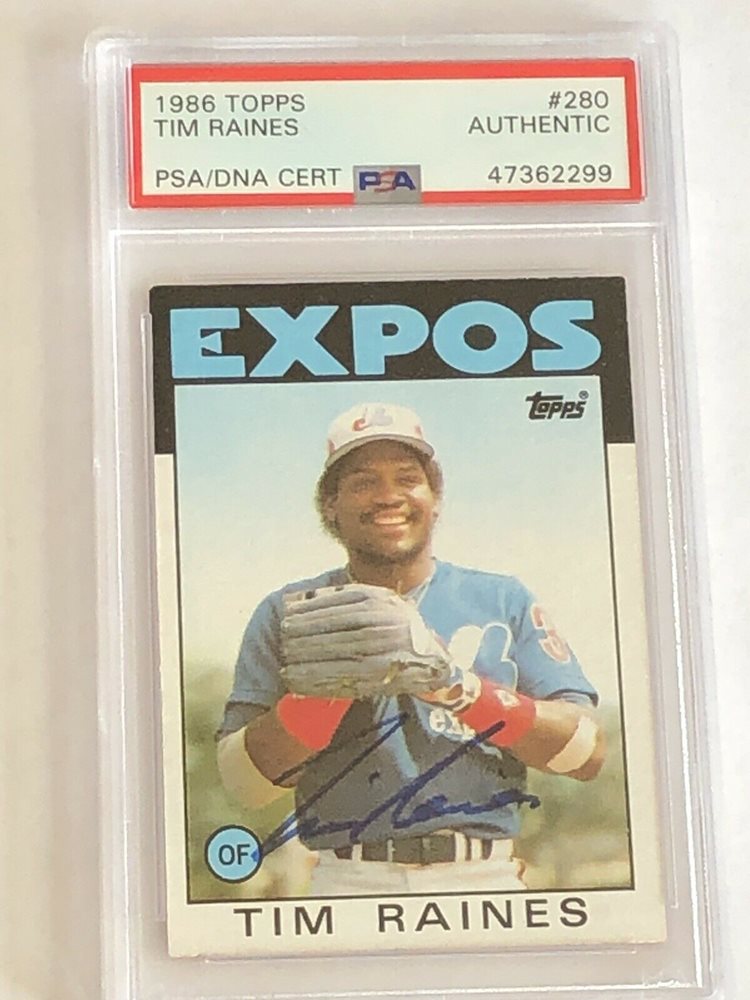 1986 TOPPS #280
TIM RAINES AUTHENTIC
PSA/DNA CERT PSA 47362299
EXPOS
topps®
OF
TIM RAINES